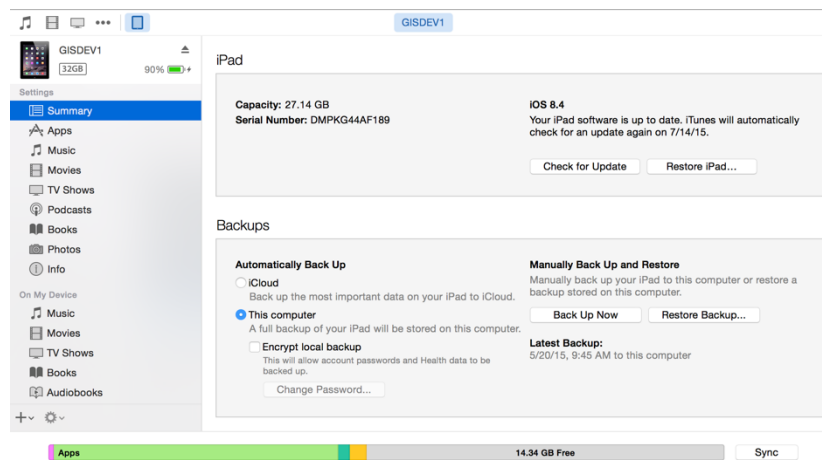 GISDEV1
GISDEV1
32GB
90%
Settings
Summary
Apps
Music
Movies
TV Shows
Podcasts
Books
Photos
Info
On My Device
Music
Movies
TV Shows
Books
Audiobooks
iPad
Capacity: 27.14 GB
Serial Number: DMPKG44AF189
iOS 8.4
Your iPad software is up to date. iTunes will automatically
check for an update again on 7/14/15.
Check for Update
Restore iPad...
Backups
Automatically Back Up
iCloud
Back up the most important data on your iPad to iCloud.
This computer
A full backup of your iPad will be stored on this computer.
Encrypt local backup
This will allow account passwords and Health data to be
backed up.
Change Password...
Manually Back Up and Restore
Manually back up your iPad to this computer or restore a
backup stored on this computer.
Back Up Now
Restore Backup...
Latest Backup:
5/20/15, 9:45 AM to this computer
Apps
14.34 GB Free
Sync